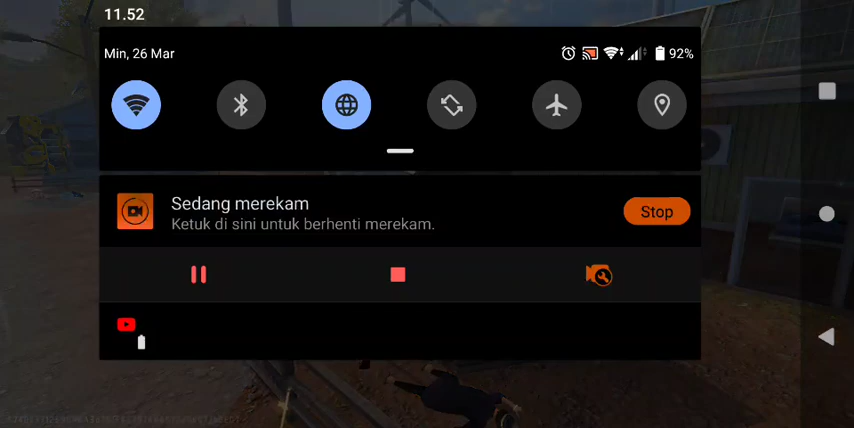 11.52
Min, 26 Mar
92%
Sedang merekam
Ketuk di sini untuk berhenti merekam.
Stop